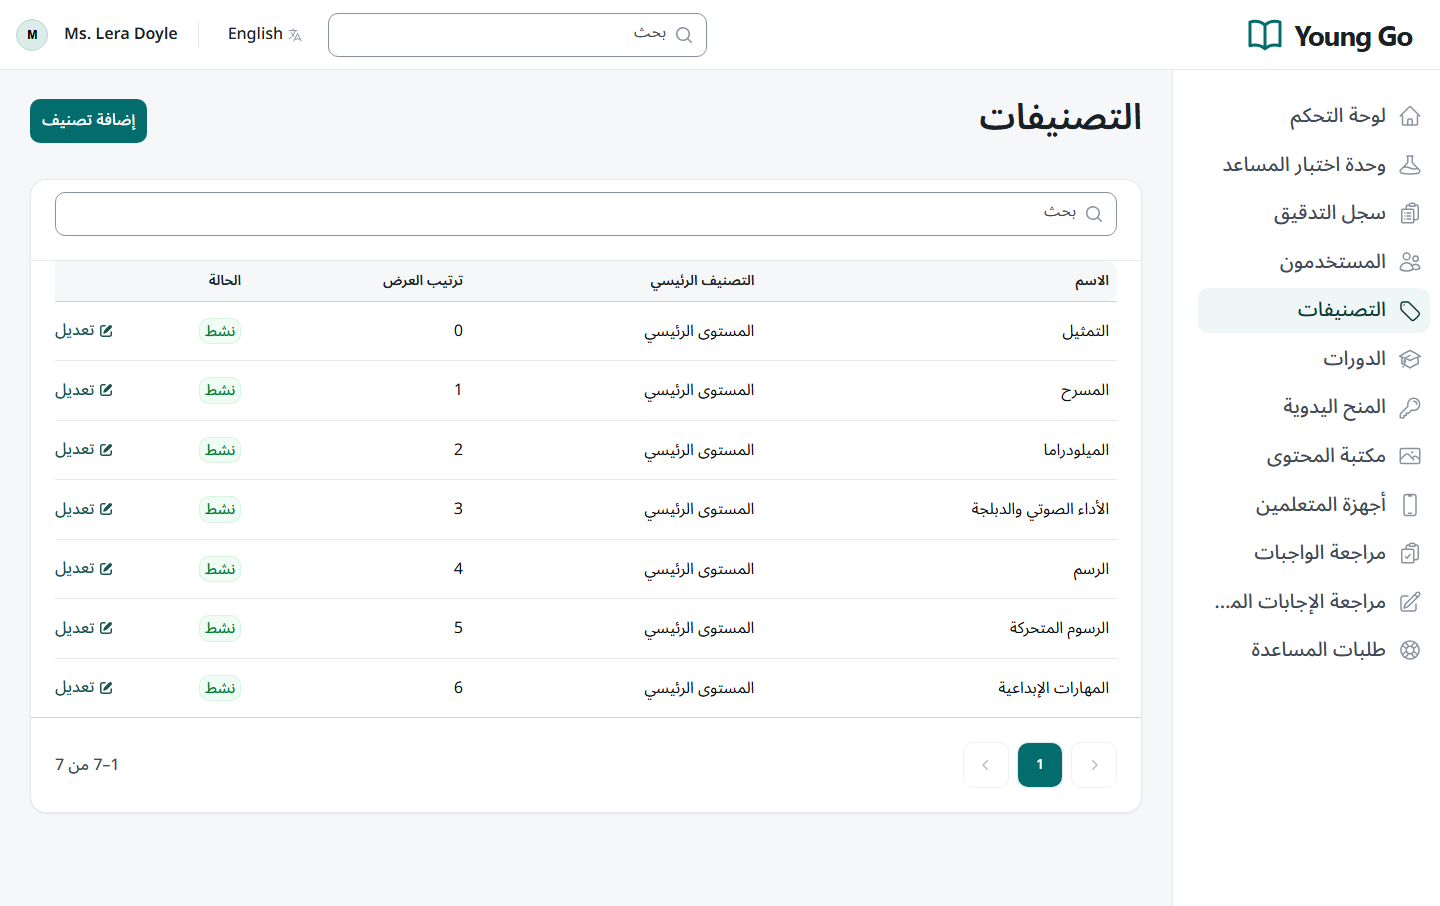 Young Go
بحث
English
Ms. Lera Doyle
M
لوحة التحكم
وحدة اختبار المساعد
سجل التدقيق
المستخدمون
التصنيفات
الدورات
المنح اليدوية
مكتبة المحتوى
أجهزة المتعلمين
مراجعة الواجبات
مراجعة الإجابات الم...
طلبات المساعدة
التصنيفات
إضافة تصنيف
بحث
الاسم التصنيف الرئيسي ترتيب العرض الحالة
التمثيل المستوى الرئيسي 0 نشط تعديل
المسرح المستوى الرئيسي 1 نشط تعديل
الميلودراما المستوى الرئيسي 2 نشط تعديل
الأداء الصوتي والدبلجة المستوى الرئيسي 3 نشط تعديل
الرسم المستوى الرئيسي 4 نشط تعديل
الرسوم المتحركة المستوى الرئيسي 5 نشط تعديل
المهارات الإبداعية المستوى الرئيسي 6 نشط تعديل
1
1–7 من 7